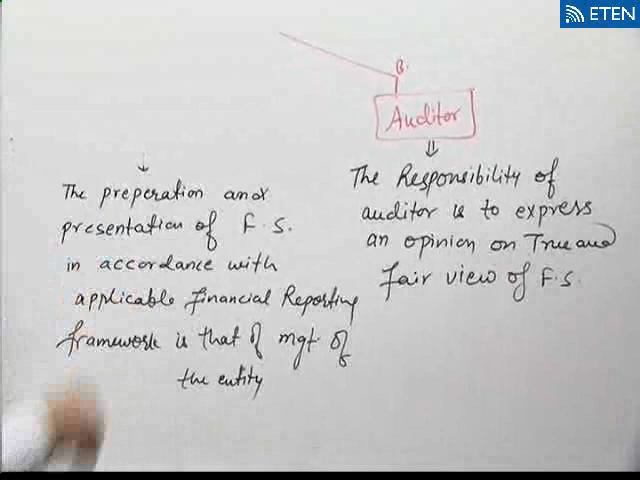 ETEN
B.
Auditor
The preperation and
presentation of F.S.
in accordance with
applicable Financial Reporting
framework is that of mgt of
the entity
The Responsibility of
auditor is to express
an opinion on True and
fair view of F.S.